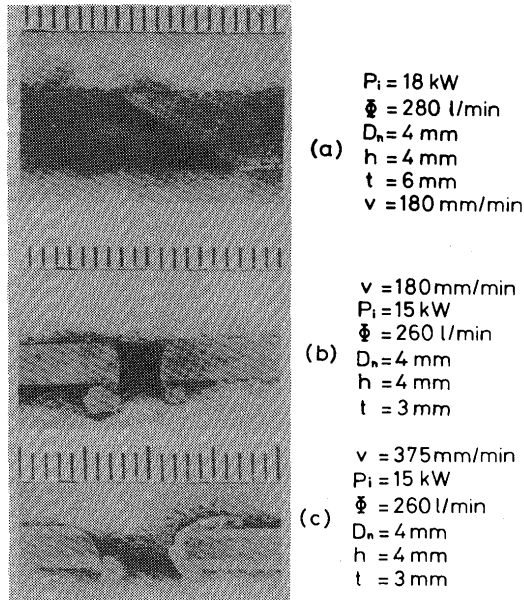 (a)
Pi = 18 kW
Φ = 280 l/min
Dn = 4 mm
h = 4 mm
t = 6 mm
v = 180 mm/min
(b)
v = 180 mm/min
Pi = 15 kW
Φ = 260 l/min
Dn = 4 mm
h = 4 mm
t = 3 mm
(c)
v = 375 mm/min
Pi = 15 kW
Φ = 260 l/min
Dn = 4 mm
h = 4 mm
t = 3 mm